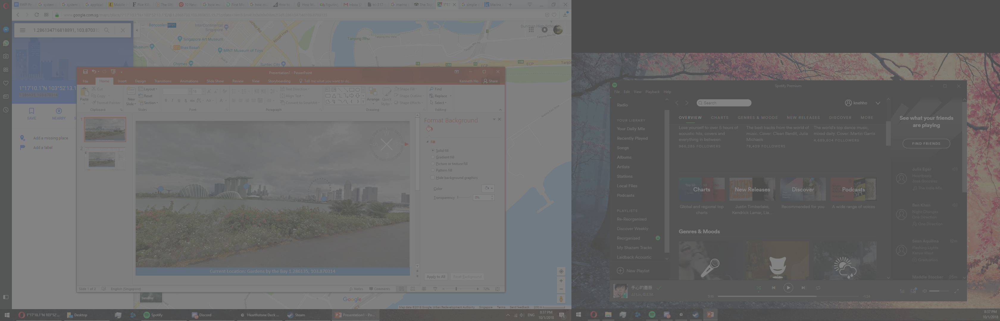 RWP Re
system
system
applicat
Mobile
Five Kill
The Ulti
10 New
how mu
First Me
how mu
How to
How M
Figuring
Inbox (2
tri-317-
marina
The Top
1°17
simple
Marina
www.google.com.sg/maps/place/
1.286134716818891, 103.87031
1°17'10.1"N 103°52'13.1
1.286135, 103.870314
SAVE
NEARBY
Add a missing place
Add a label
Bencoolen
InterContinental
Singapore
Singapore Art Museum
Museum
Bras Basah
MINT Museum of Toys
Chijmes
Suntec City
Nicoll Hwy
Tanjong Rhu
Tanjong Rhu View
Dunman High School
ECP
ECP
ECP
Satellite
Google
Map data ©2018 Google, Urban Redevelopment Authority Singapore Terms Send feedback 200 m
Presentation1 - PowerPoint
File Home Insert Design Transitions Animations Slide Show Review View Storyboarding Tell me what you want to do...
Kenneth Ho Share
Paste
Cut
Copy
Format Painter
Clipboard
New
Slide
Layout
Reset
Section
Slides
18
Font
Text Direction
Align Text
Convert to SmartArt
Paragraph
Arrange
Quick
Styles
Shape Fill
Shape Outline
Shape Effects
Drawing
Find
Replace
Select
Editing
1
2
W
Current Location: Gardens by the Bay 1.286135, 103.870314
Format Background
Fill
Solid fill
Gradient fill
Picture or texture fill
Pattern fill
Hide background graphics
Color
Transparency 0%
Apply to All Reset Background
Slide 1 of 2 English (Singapore) Notes Comments 72%
Spotify Premium
File Edit View Playback Help
Search
knehho
Radio
YOUR LIBRARY
Your Daily Mix
Recently Played
Songs
Albums
Artists
Stations
Local Files
Podcasts
PLAYLISTS
Re-Reorganised
Discover Weekly
Reorganised
My Shazam Tracks
Laidback Acoustic
New Playlist
OVERVIEW CHARTS GENRES & MOODS NEW RELEASES DISCOVER MORE
Lose yourself to over 5 hours of
acoustic hits, covers and
everything in between.
966,285 FOLLOWERS
The best tracks from the world of
music. Cover: Clean Bandit, Julia
Michaels
78,409 FOLLOWERS
The world's top dance music,
mixed daily. Cover: Martin Garrix
4,689,604 FOLLOWERS
Charts
New Releases
Discover
Podcasts
Global and regional top
charts
Justin Timberlake,
Kendrick Lamar, Lia...
Recommended for you
A wide range of voices
Genres & Moods
See what your friends
are playing
FIND FRIENDS
Julia Eger
Heartbeats
José González
The Indie Mix
Ben Khan
Night Changes
One Direction
One Direction
Sean Aquilina 12m
Flashing Lights
Kanye West
Graduation
Maddie Stocker 25m
手心的薔薇
JJ Lin, G.E.M.
3:15
-1:24
1°17'10.1"N 103°52'...
Desktop
Spotify
Discord
Hearthstone Deck ...
Steam
Presentation1 - Po...
ENG
8:37 PM
10/1/2018
8:37 PM
10/1/2018